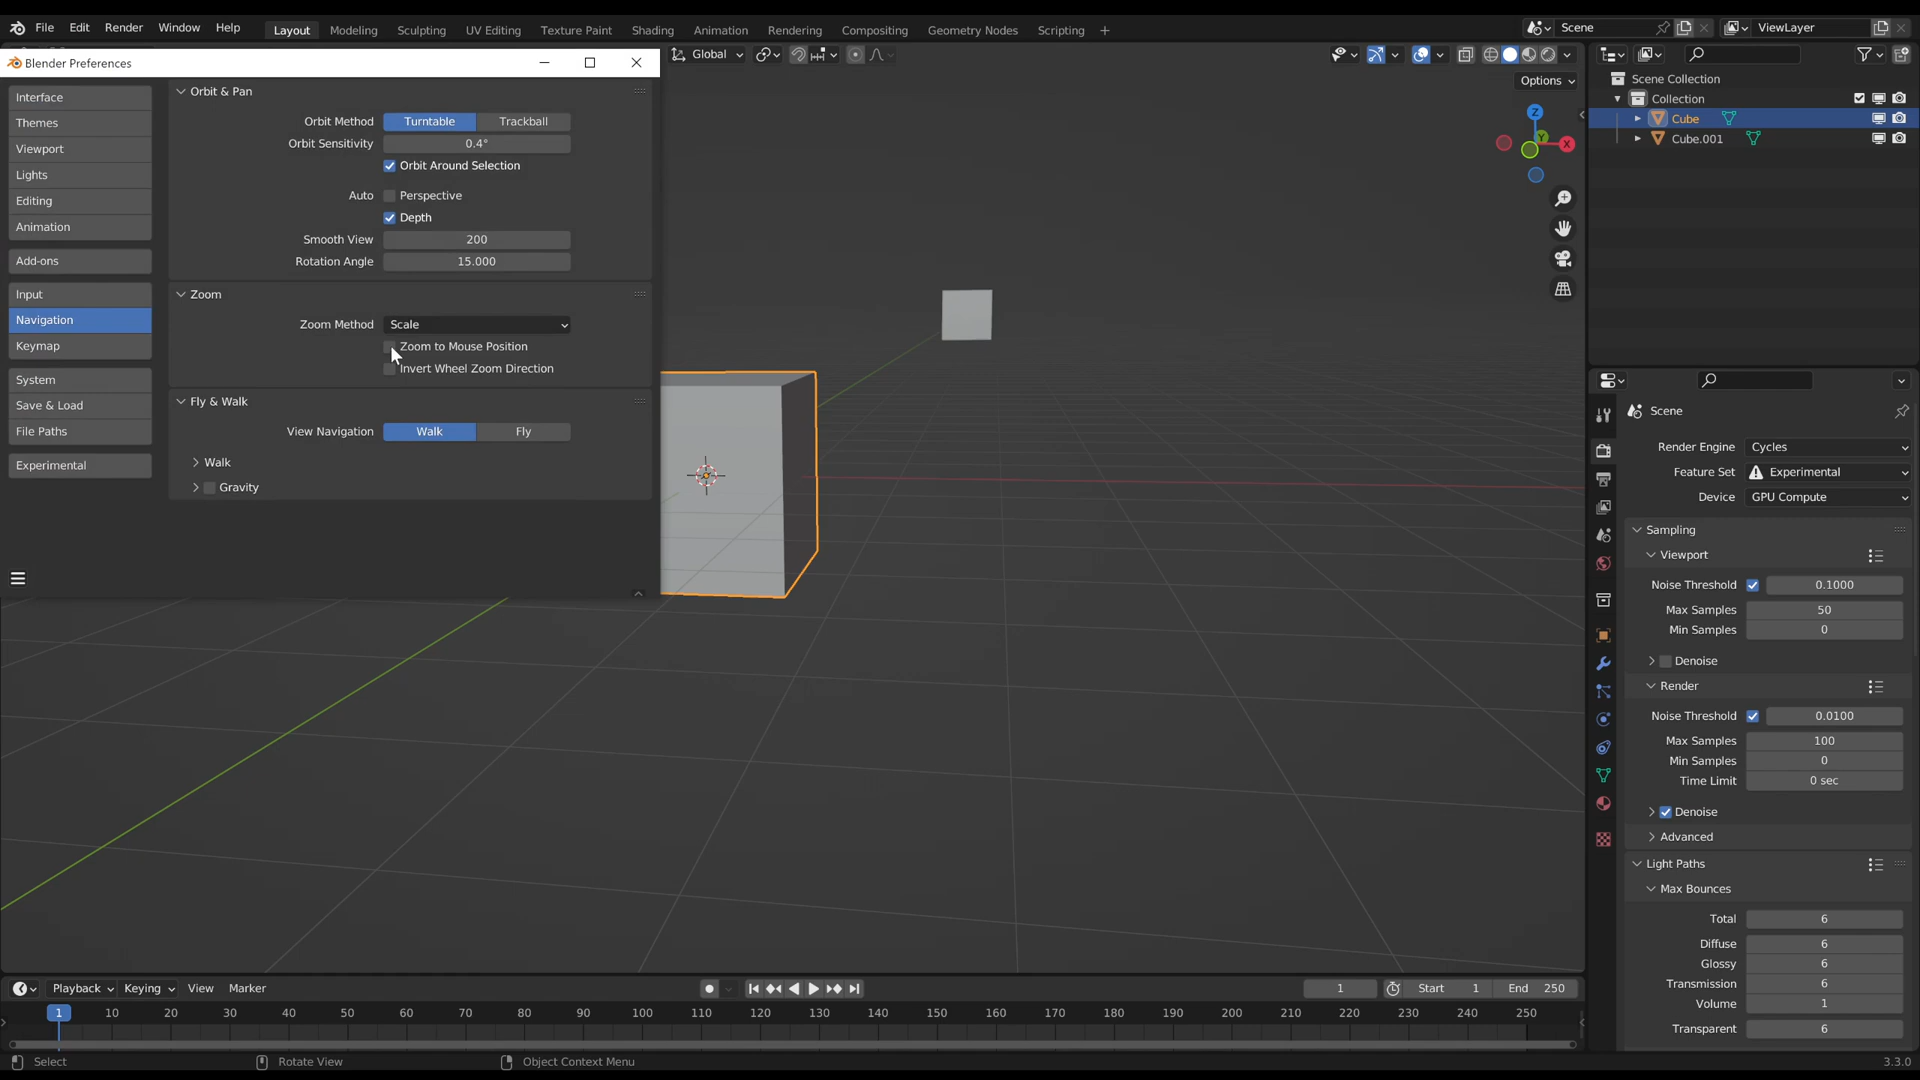 File Edit Render Window Help Layout Modeling Sculpting UV Editing Texture Paint Shading Animation Rendering Compositing Geometry Nodes Scripting + Scene ViewLayer
Blender Preferences
Global
Options
Interface
Themes
Viewport
Lights
Editing
Animation
Add-ons
Input
Navigation
Keymap
System
Save & Load
File Paths
Experimental
Orbit & Pan
Orbit Method Turntable Trackball
Orbit Sensitivity 0.4°
Orbit Around Selection
Auto Perspective
Depth
Smooth View 200
Rotation Angle 15.000
Zoom
Zoom Method Scale
Zoom to Mouse Position
Invert Wheel Zoom Direction
Fly & Walk
View Navigation Walk Fly
Walk
Gravity
Z
Y
X
Scene Collection
Collection
Cube
Cube.001
Scene
Render Engine Cycles
Feature Set Experimental
Device GPU Compute
Sampling
Viewport
Noise Threshold 0.1000
Max Samples 50
Min Samples 0
Denoise
Render
Noise Threshold 0.0100
Max Samples 100
Min Samples 0
Time Limit 0 sec
Denoise
Advanced
Light Paths
Max Bounces
Total 6
Diffuse 6
Glossy 6
Transmission 6
Volume 1
Transparent 6
Playback Keying View Marker 1 Start 1 End 250
1 10 20 30 40 50 60 70 80 90 100 110 120 130 140 150 160 170 180 190 200 210 220 230 240 250
Select Rotate View Object Context Menu 3.3.0